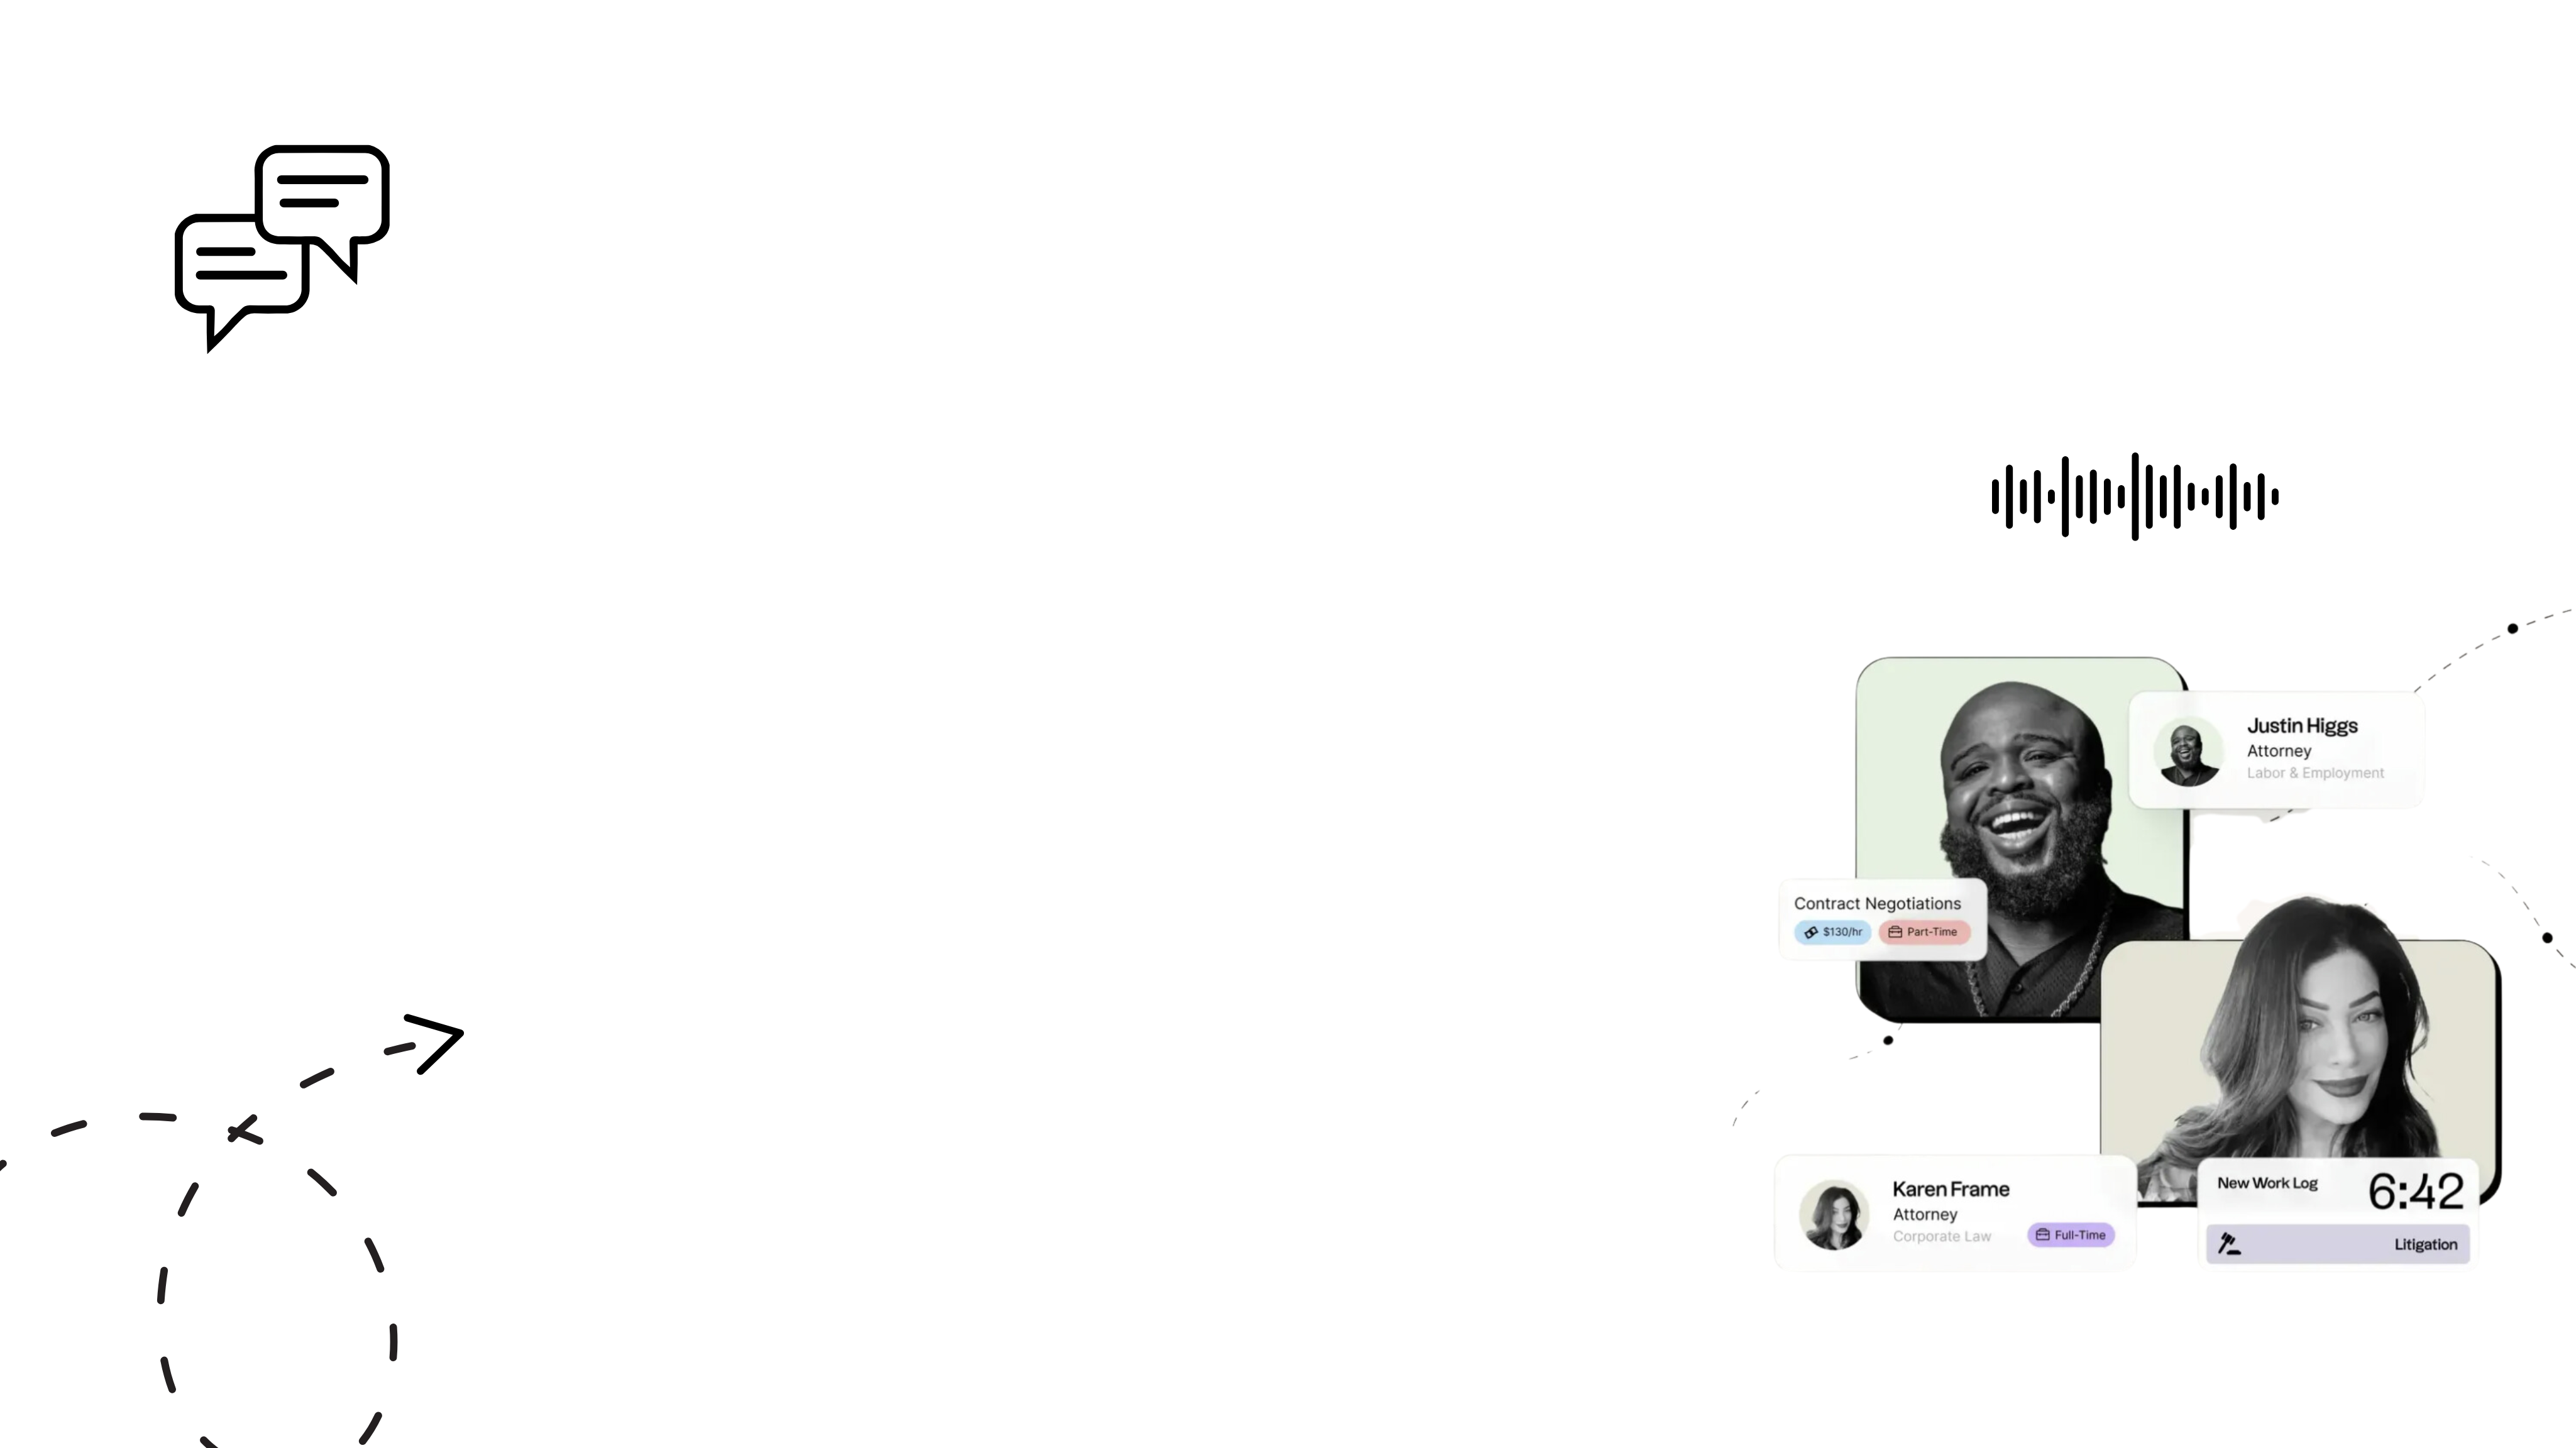 Justin Higgs
Attorney
Labor & Employment
Contract Negotiations
$130/hr
Part-Time
Karen Frame
Attorney
Corporate Law
Full-Time
New Work Log
6:42
Litigation